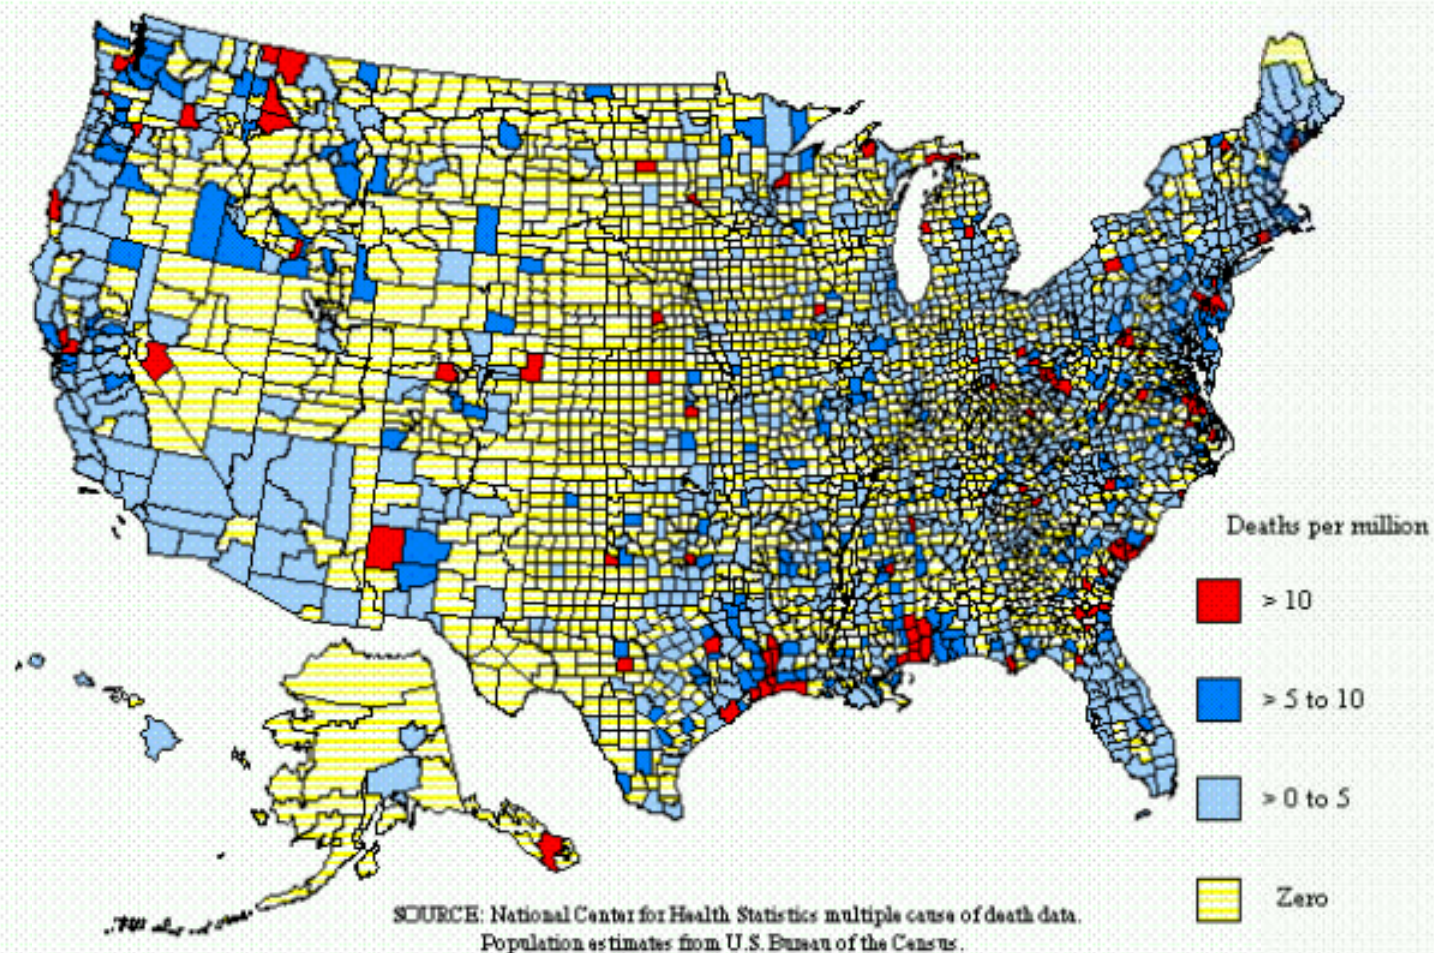 Deaths per million
> 10
> 5 to 10
> 0 to 5
Zero
SOURCE: National Center for Health Statistics multiple cause of death data.
Population estimates from U.S. Bureau of the Census.